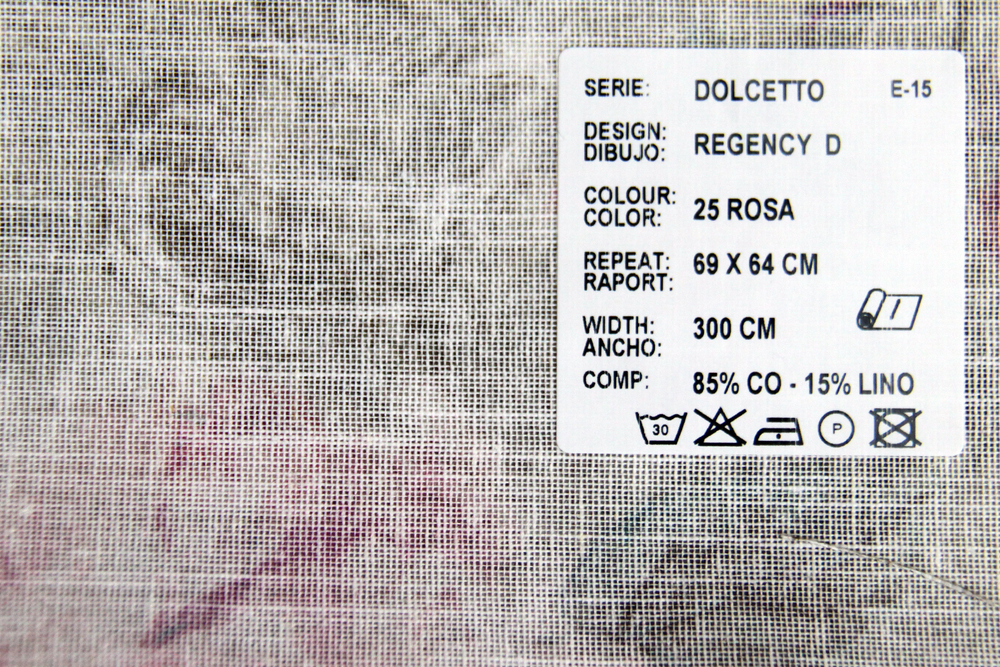 SERIE: DOLCETTO E-15
DESIGN:
DIBUJO: REGENCY D
COLOUR:
COLOR: 25 ROSA
REPEAT:
RAPORT: 69 X 64 CM
WIDTH:
ANCHO: 300 CM
COMP: 85% CO - 15% LINO
30 P